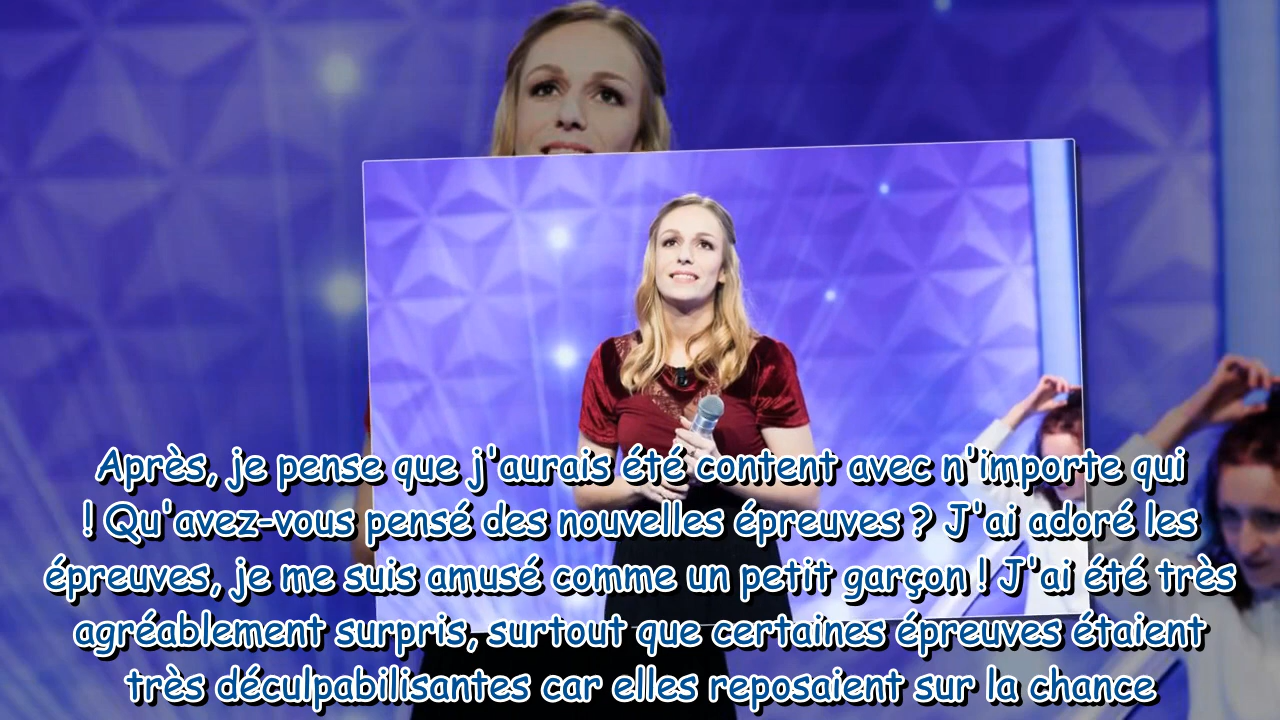 Après, je pense que j'aurais été content avec n'importe qui
! Qu'avez-vous pensé des nouvelles épreuves ? J'ai adoré les
épreuves, je me suis amusé comme un petit garçon ! J'ai été très
agréablement surpris, surtout que certaines épreuves étaient
très déculpabilisantes car elles reposaient sur la chance